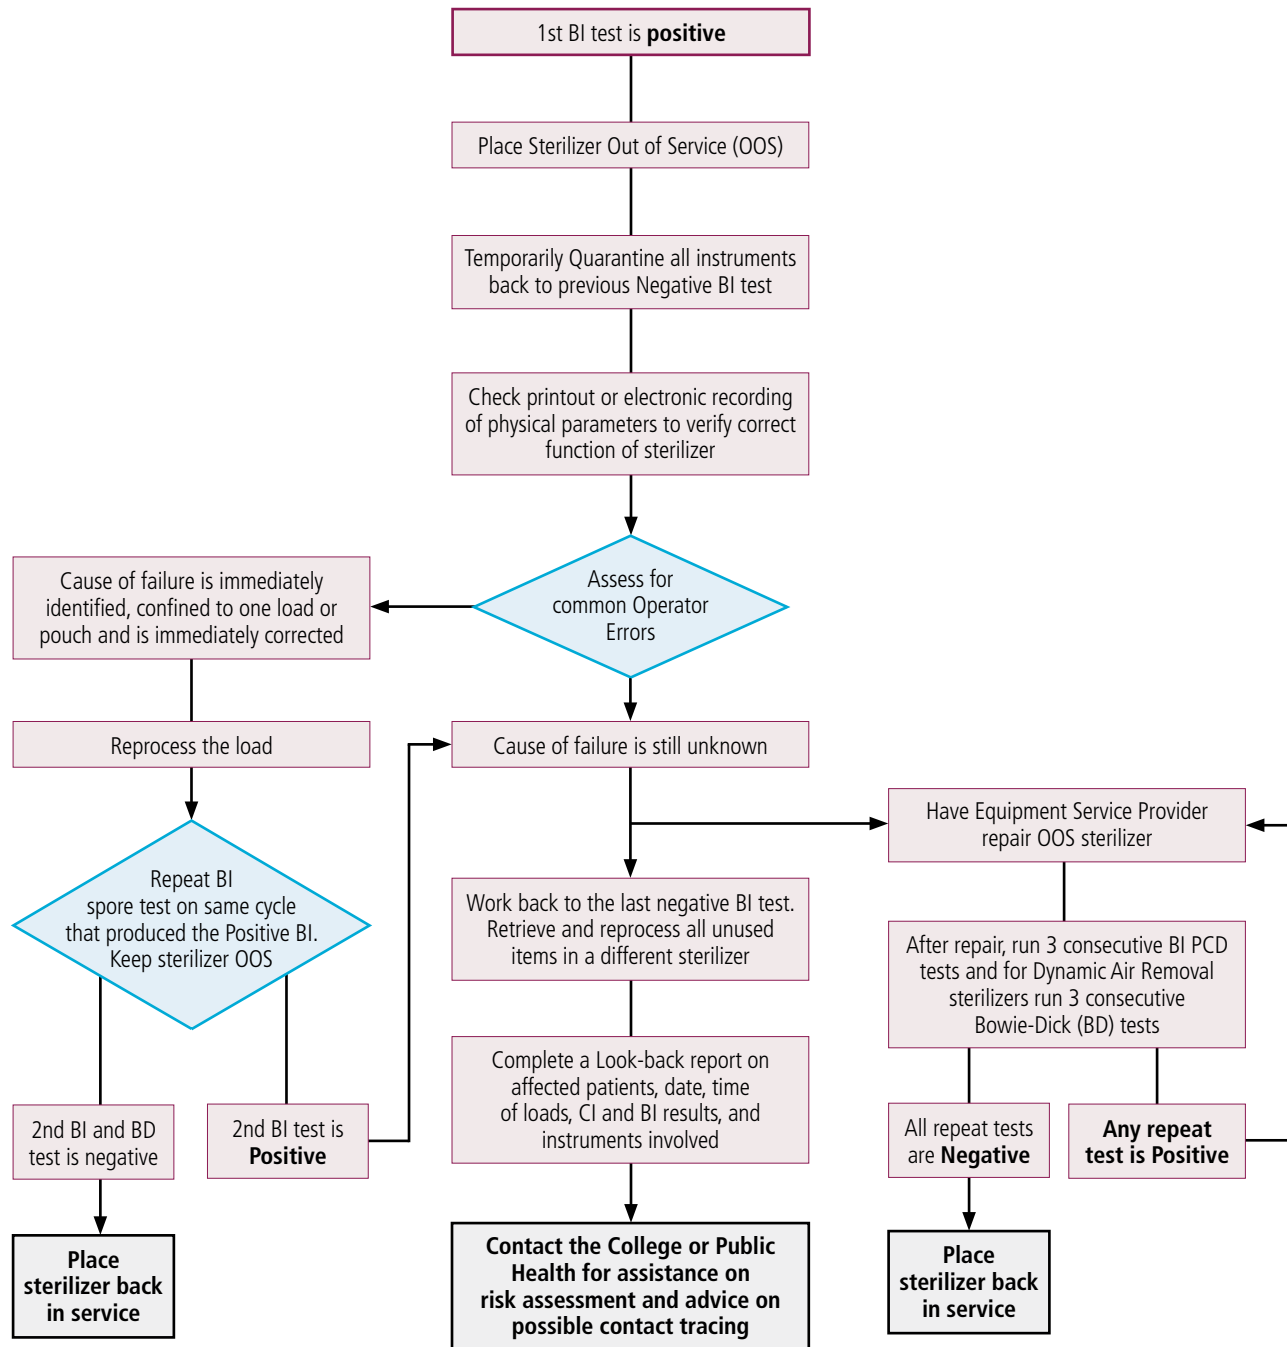 1st BI test is positive
Place Sterilizer Out of Service (OOS)
Temporarily Quarantine all instruments
back to previous Negative BI test
Check printout or electronic recording
of physical parameters to verify correct
function of sterilizer
Assess for
common Operator
Errors
Cause of failure is immediately
identified, confined to one load or
pouch and is immediately corrected
Reprocess the load
Repeat BI
spore test on same cycle
that produced the Positive BI.
Keep sterilizer OOS
2nd BI and BD
test is negative
2nd BI test is
Positive
Place
sterilizer back
in service
Cause of failure is still unknown
Work back to the last negative BI test.
Retrieve and reprocess all unused
items in a different sterilizer
Complete a Look-back report on
affected patients, date, time
of loads, CI and BI results, and
instruments involved
Contact the College or Public
Health for assistance on
risk assessment and advice on
possible contact tracing
Have Equipment Service Provider
repair OOS sterilizer
After repair, run 3 consecutive BI PCD
tests and for Dynamic Air Removal
sterilizers run 3 consecutive
Bowie-Dick (BD) tests
All repeat tests
are Negative
Any repeat
test is Positive
Place
sterilizer back
in service